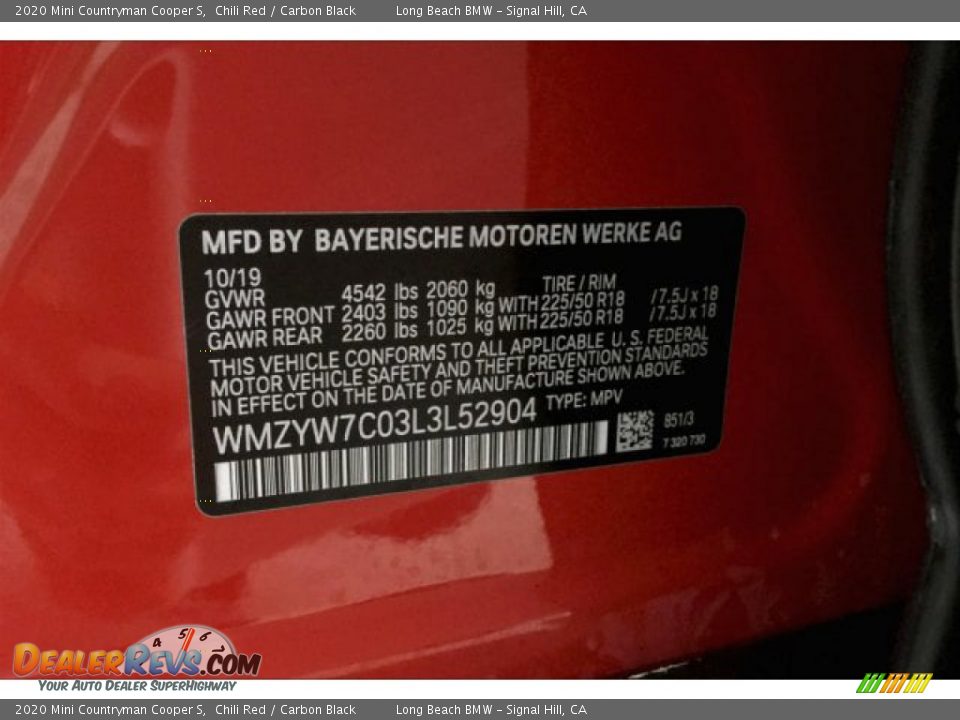 2020 Mini Countryman Cooper S, Chili Red / Carbon Black Long Beach BMW - Signal Hill, CA
MFD BY BAYERISCHE MOTOREN WERKE AG
10/19 TIRE / RIM
GVWR 4542 lbs 2060 kg
GAWR FRONT 2403 lbs 1090 kg WITH 225/50 R18 /7.5J x 18
GAWR REAR 2260 lbs 1025 kg WITH 225/50 R18 /7.5J x 18
THIS VEHICLE CONFORMS TO ALL APPLICABLE U. S. FEDERAL
MOTOR VEHICLE SAFETY AND THEFT PREVENTION STANDARDS
IN EFFECT ON THE DATE OF MANUFACTURE SHOWN ABOVE.
WMZYW7C03L3L52904 TYPE: MPV
851/3
7 320 730
4 5 6
DEALERREVS.COM
YOUR AUTO DEALER SUPERHIGHWAY
2020 Mini Countryman Cooper S, Chili Red / Carbon Black Long Beach BMW - Signal Hill, CA